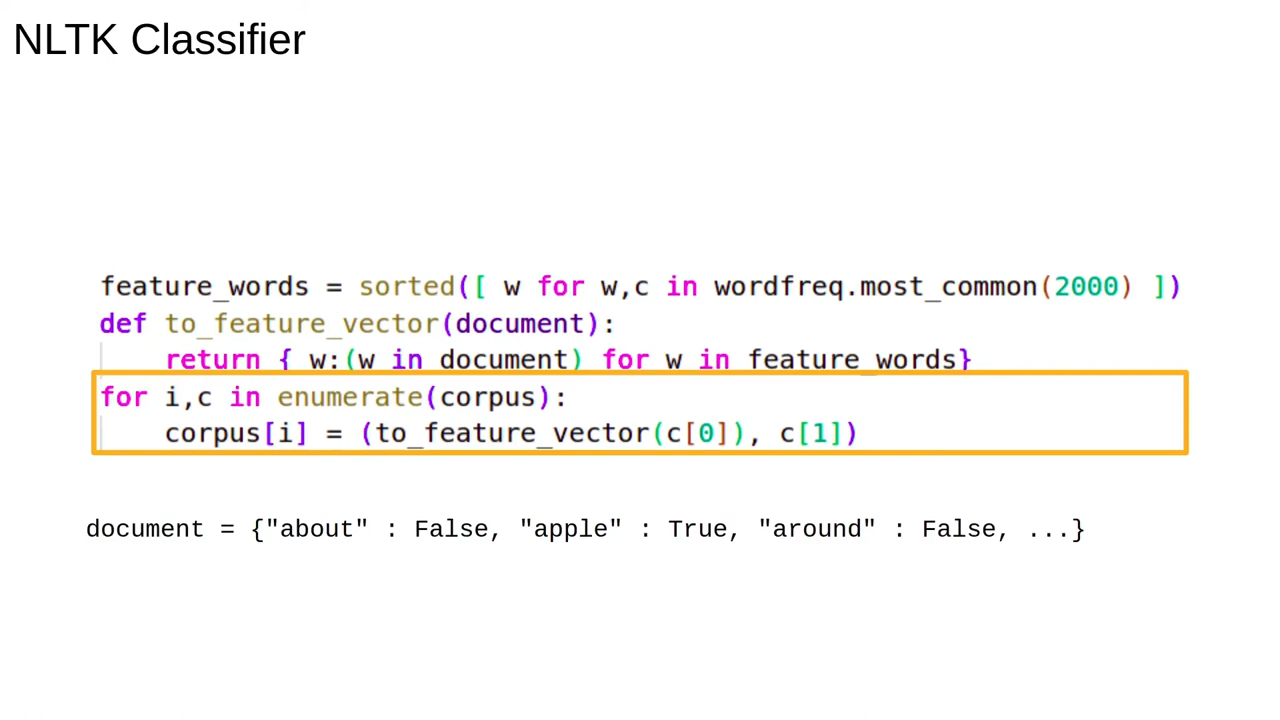 NLTK Classifier
feature_words = sorted([ w for w,c in wordfreq.most_common(2000) ])
def to_feature_vector(document):
    return { w:(w in document) for w in feature_words}
for i,c in enumerate(corpus):
    corpus[i] = (to_feature_vector(c[0]), c[1])
document = {"about" : False, "apple" : True, "around" : False, ...}